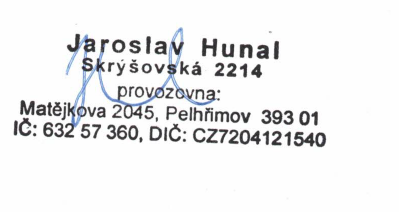 Jaroslav Hunal
Skrýšovská 2214
provozovna:
Matějkova 2045, Pelhřimov 393 01
IČ: 632 57 360, DIČ: CZ7204121540